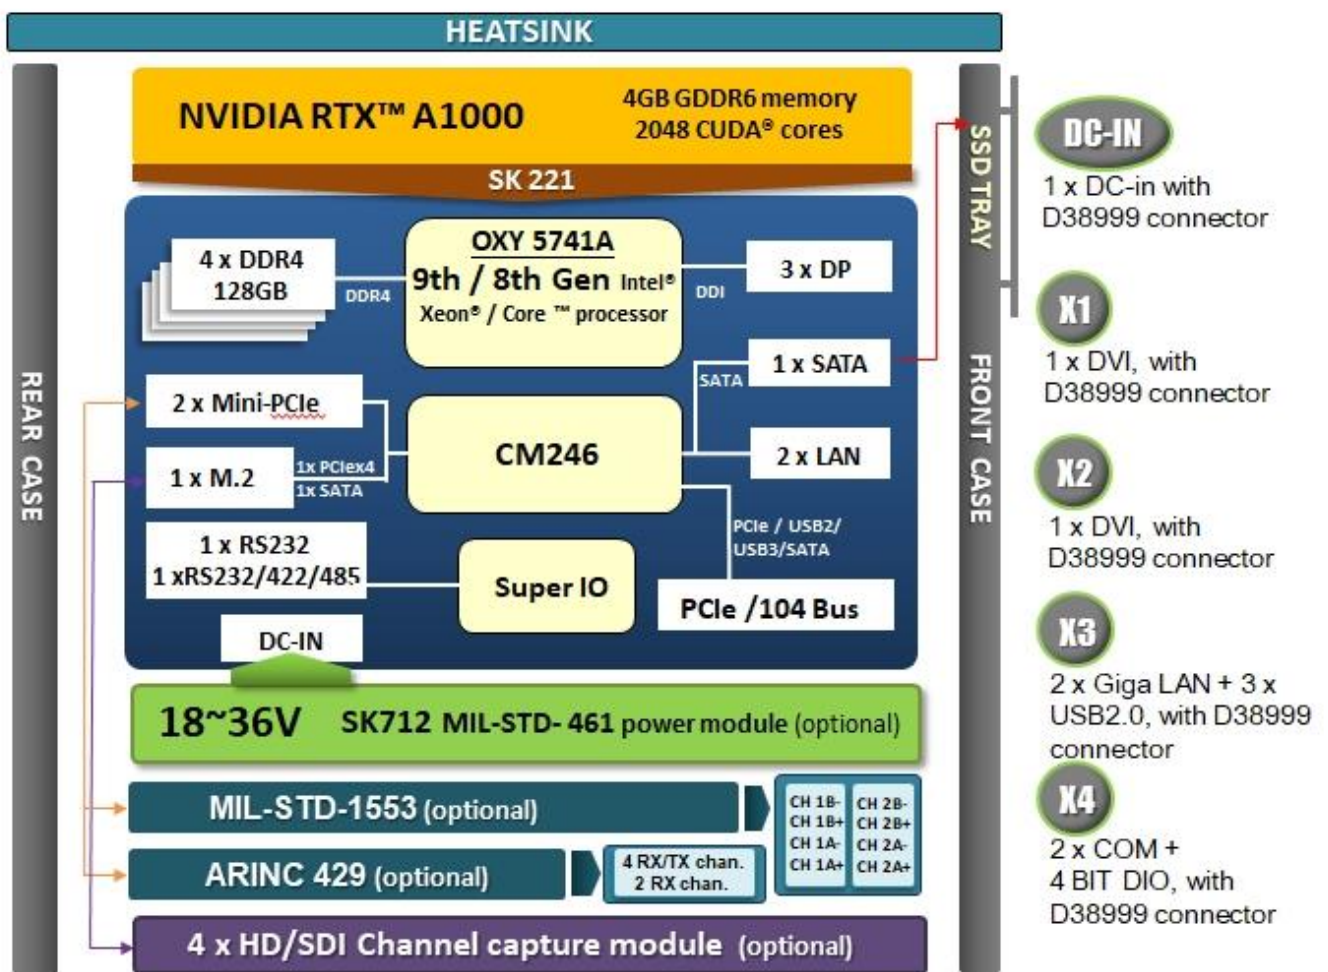 HEATSINK
REAR CASE
NVIDIA RTX™ A1000
4GB GDDR6 memory
2048 CUDA® cores
SK 221
4 x DDR4
128GB
DDR4
OXY 5741A
9th / 8th Gen Intel®
Xeon® / Core ™ processor
DDI
3 x DP
1 x SATA
SATA
2 x Mini-PCIe
1 x M.2
1x PCIex4
1x SATA
CM246
2 x LAN
PCIe / USB2/
USB3/SATA
1 x RS232
1 xRS232/422/485
Super IO
PCIe /104 Bus
DC-IN
18~36V SK712 MIL-STD- 461 power module (optional)
MIL-STD-1553 (optional)
CH 1B- CH 2B-
CH 1B+ CH 2B+
CH 1A- CH 2A-
CH 1A+ CH 2A+
ARINC 429 (optional)
4 RX/TX chan.
2 RX chan.
4 x HD/SDI Channel capture module (optional)
SSD TRAY
FRONT CASE
DC-IN
1 x DC-in with
D38999 connector
X1
1 x DVI, with
D38999 connector
X2
1 x DVI, with
D38999 connector
X3
2 x Giga LAN + 3 x
USB2.0, with D38999
connector
X4
2 x COM +
4 BIT DIO, with
D38999 connector